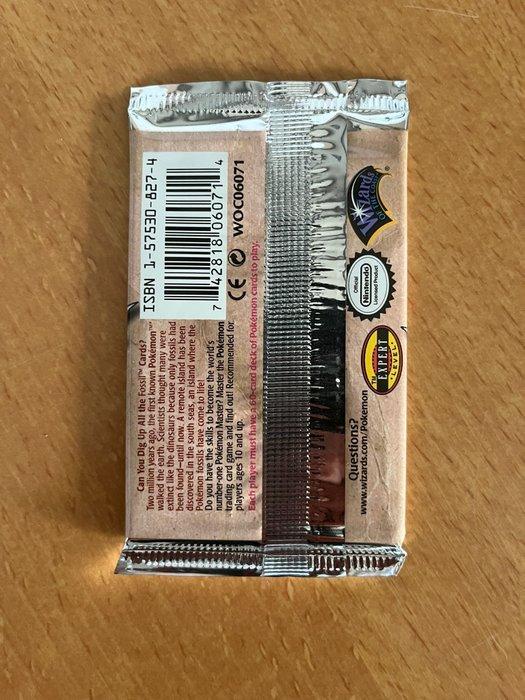 ISBN 1-57530-827-4
7 42818 06071 4
CE WOC06071
Can You Dig Up All the Fossil™ Cards?
Two million years ago, the first known Pokémon™
walked the earth. Scientists thought many were
extinct like the dinosaurs because only fossils had
been found—until now. A remote island has been
discovered in the south seas, an island where the
Pokémon fossils have come to life!
Do you have the skills to become the world's
number-one Pokémon Master? Master the Pokémon
trading card game and find out! Recommended for
players ages 10 and up.
Each player must have a 60-card deck of Pokémon cards to play.
Wizards
OF THE COAST
®
Official
Nintendo
Licensed Product
™
EXPERT
LEVEL
Questions?
www.wizards.com/Pokemon